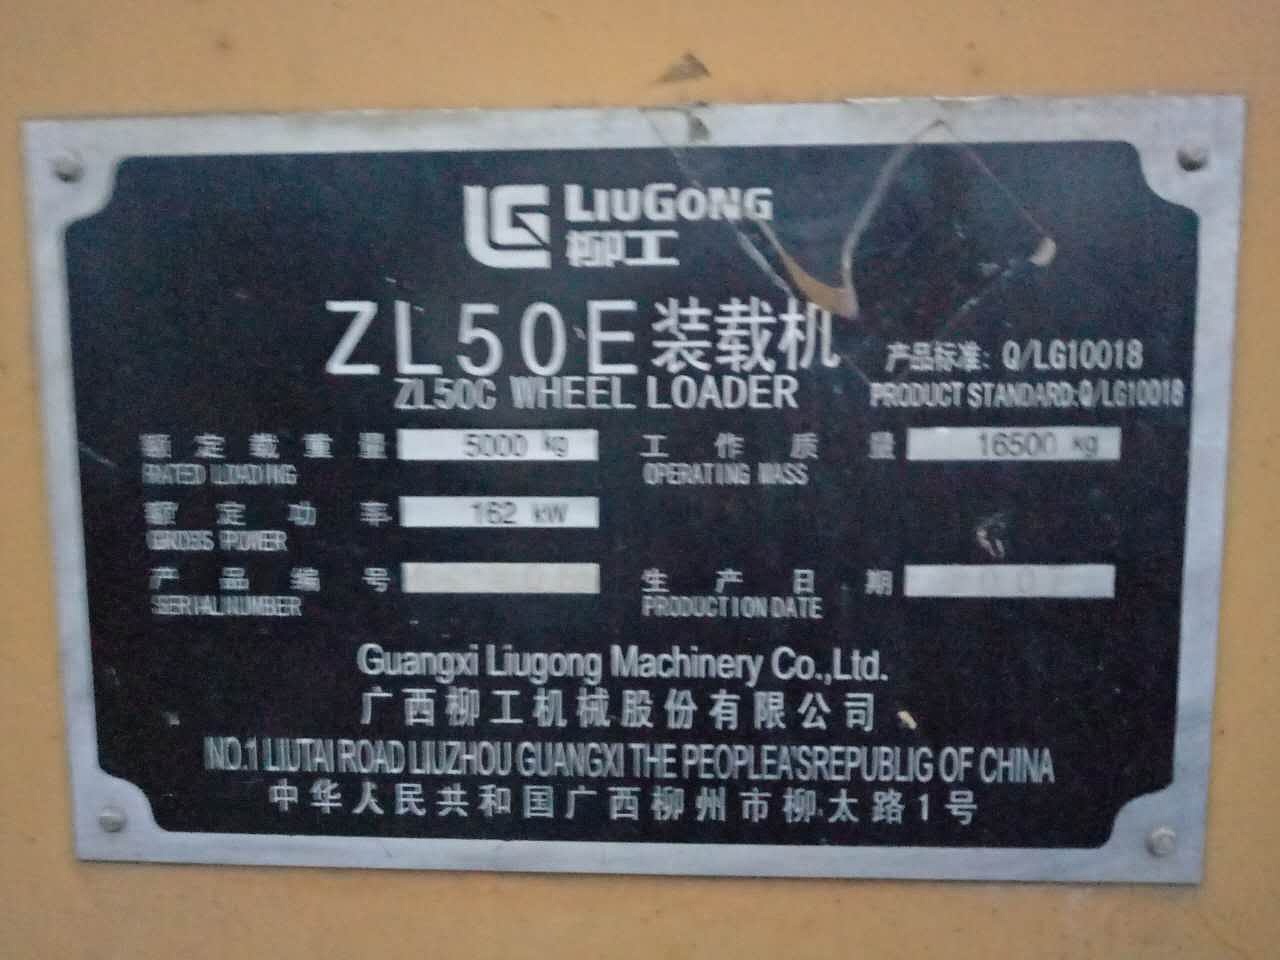 LG LIUGONG
柳工
ZL50E装载机
ZL50C WHEEL LOADER
产品标准: Q/LG10018
PRODUCT STANDARD:Q/LG10018
额定载重量 5000 kg 工作质量 16500 kg
RATED LOADING OPERATING MASS
额定功率 162 kW
POWER
产品编号 生产日期
SERIAL NUMBER PRODUCTION DATE
Guangxi Liugong Machinery Co.,Ltd.
广西柳工机械股份有限公司
NO.1 LIUTAI ROAD LIUZHOU GUANGXI THE PEOPLEA'SREPUBLIG OF CHINA
中华人民共和国广西柳州市柳太路1号